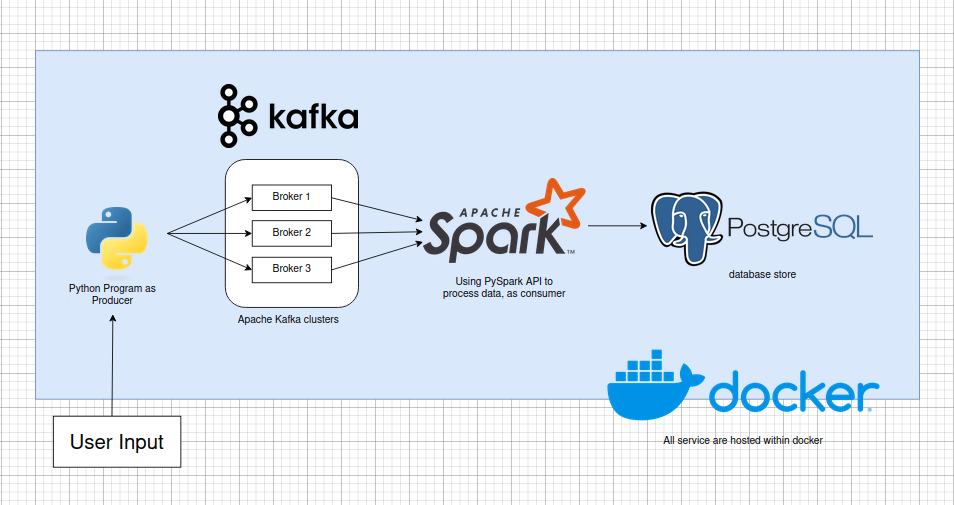 kafka
Broker 1
Broker 2
Broker 3
Apache Kafka clusters
Python Program as
Producer
User Input
APACHE
Spark™
Using PySpark API to
process data, as consumer
PostgreSQL
database store
docker
All service are hosted within docker